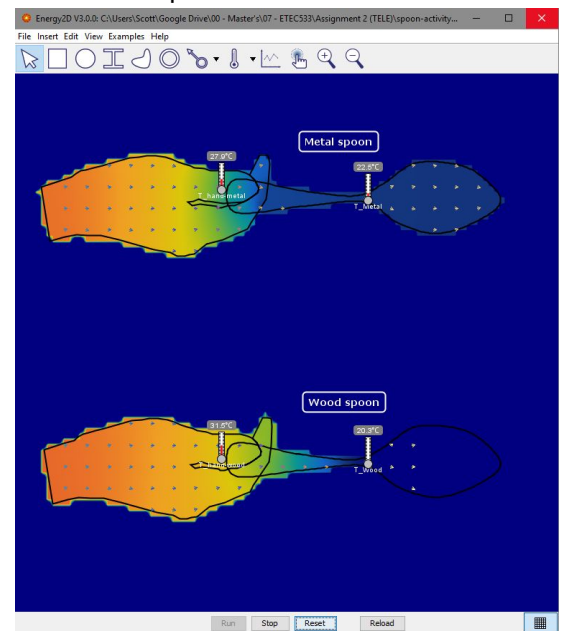 Energy2D V3.0.0: C:\Users\Scott\Google Drive\00 - Master's\07 - ETEC533\Assignment 2 (TELE)\spoon-activity...
File Insert Edit View Examples Help
Metal spoon
27.9°C
22.6°C
T_hand-metal
T_Metal
Wood spoon
31.5°C
20.3°C
T_Wood
Run Stop Reset Reload